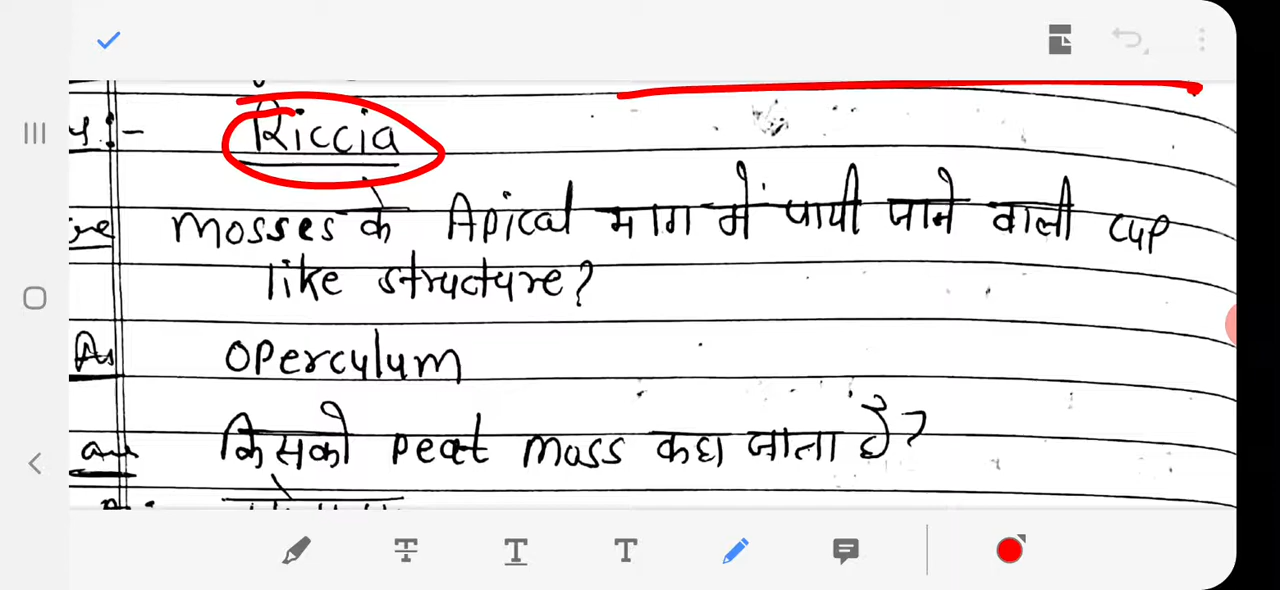 Riccia
Mosses के Apical भाग में पायी जाने वाली cup
like structure?
Operculum
किसको peat moss कहा जाता है?